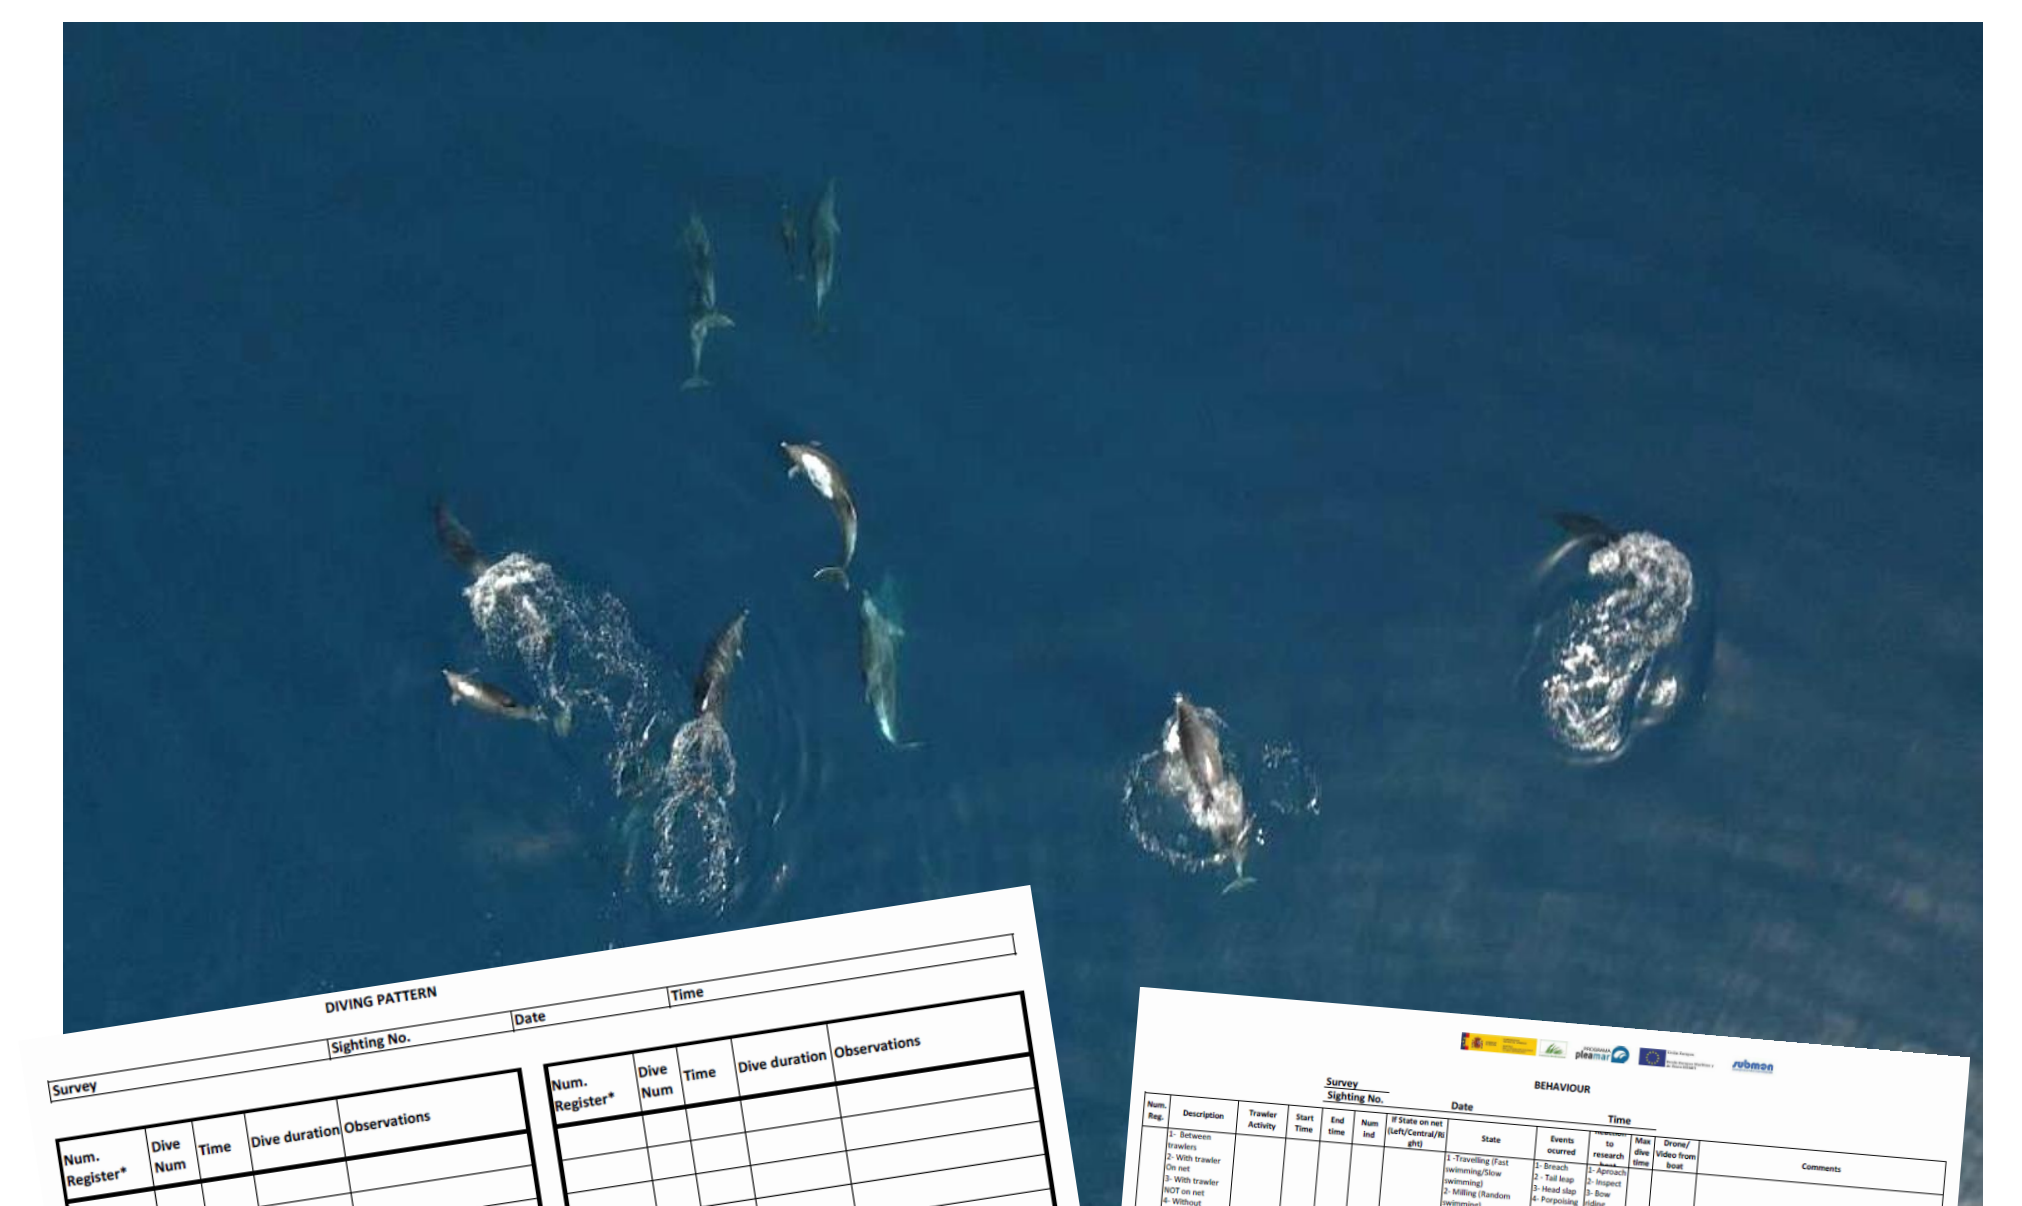 DIVING PATTERN
Survey
Sighting No.
Date
Time
Num. Register*
Dive Num
Time
Dive duration
Observations
Num. Register*
Dive Num
Time
Dive duration
Observations
PROGRAMA
pleamar
submon
BEHAVIOUR
Survey
Sighting No.
Date
Time
Num. Reg.
Description
Trawler Activity
Start Time
End time
Num ind
If State on net (Left/Central/Ri ght)
State
Events ocurred
to research
Max dive time
Drone/ Video from boat
Comments
1- Between trawlers
2- With trawler On net
3- With trawler NOT on net
4- Without
1 -Travelling (Fast swimming/Slow swimming)
2- Milling (Random swimming)
1- Breach
2 - Tail leap
3- Head slap
4- Porpoising
1- Aproach
2- Inspect
3- Bow riding